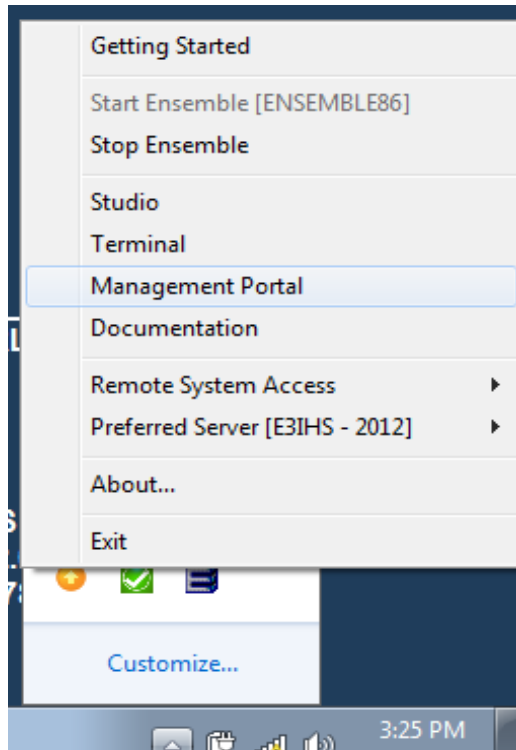 Getting Started
Start Ensemble [ENSEMBLE86]
Stop Ensemble
Studio
Terminal
Management Portal
Documentation
Remote System Access
Preferred Server [E3IHS - 2012]
About...
Exit
Customize...
3:25 PM